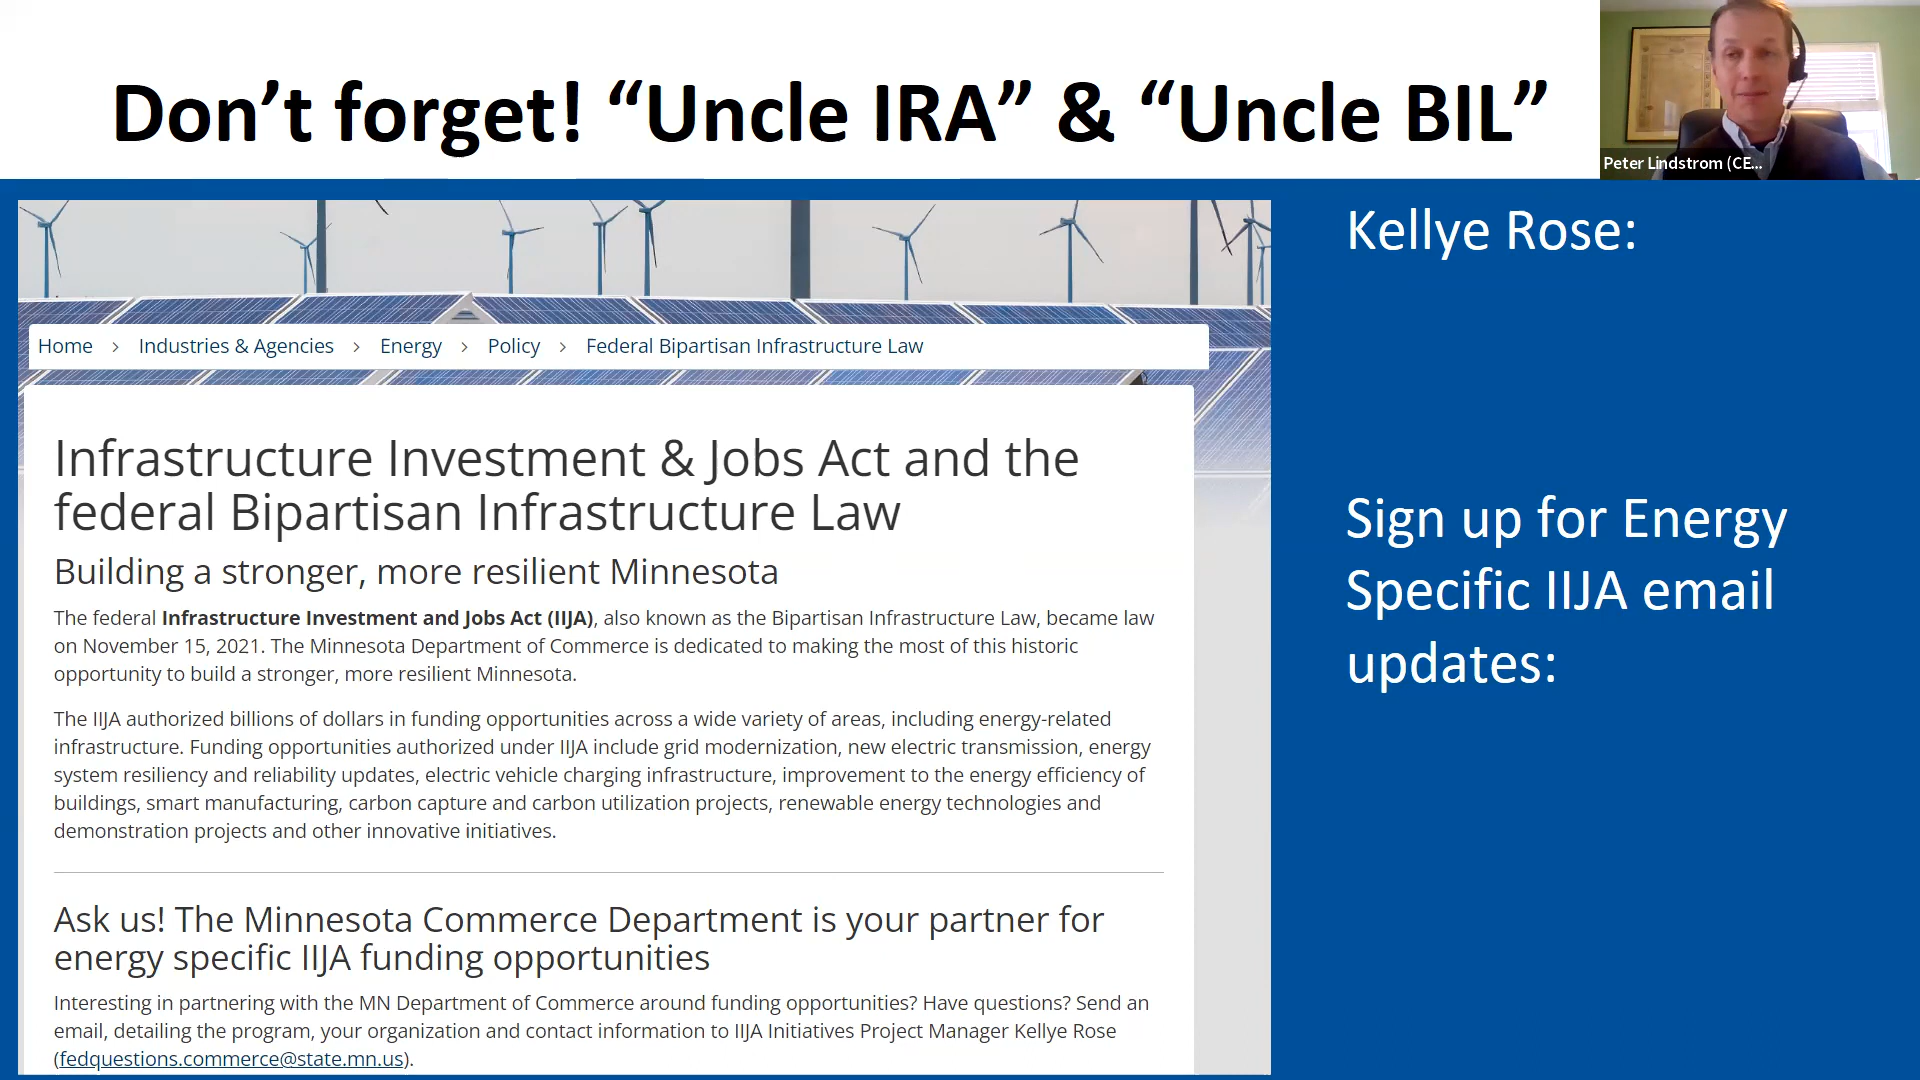 Don’t forget! “Uncle IRA” & “Uncle BIL”
Peter Lindstrom (CE...
Home > Industries & Agencies > Energy > Policy > Federal Bipartisan Infrastructure Law
Infrastructure Investment & Jobs Act and the
federal Bipartisan Infrastructure Law
Building a stronger, more resilient Minnesota
The federal Infrastructure Investment and Jobs Act (IIJA), also known as the Bipartisan Infrastructure Law, became law
on November 15, 2021. The Minnesota Department of Commerce is dedicated to making the most of this historic
opportunity to build a stronger, more resilient Minnesota.
The IIJA authorized billions of dollars in funding opportunities across a wide variety of areas, including energy-related
infrastructure. Funding opportunities authorized under IIJA include grid modernization, new electric transmission, energy
system resiliency and reliability updates, electric vehicle charging infrastructure, improvement to the energy efficiency of
buildings, smart manufacturing, carbon capture and carbon utilization projects, renewable energy technologies and
demonstration projects and other innovative initiatives.
Ask us! The Minnesota Commerce Department is your partner for
energy specific IIJA funding opportunities
Interesting in partnering with the MN Department of Commerce around funding opportunities? Have questions? Send an
email, detailing the program, your organization and contact information to IIJA Initiatives Project Manager Kellye Rose
(fedquestions.commerce@state.mn.us).
Kellye Rose:
Sign up for Energy
Specific IIJA email
updates: